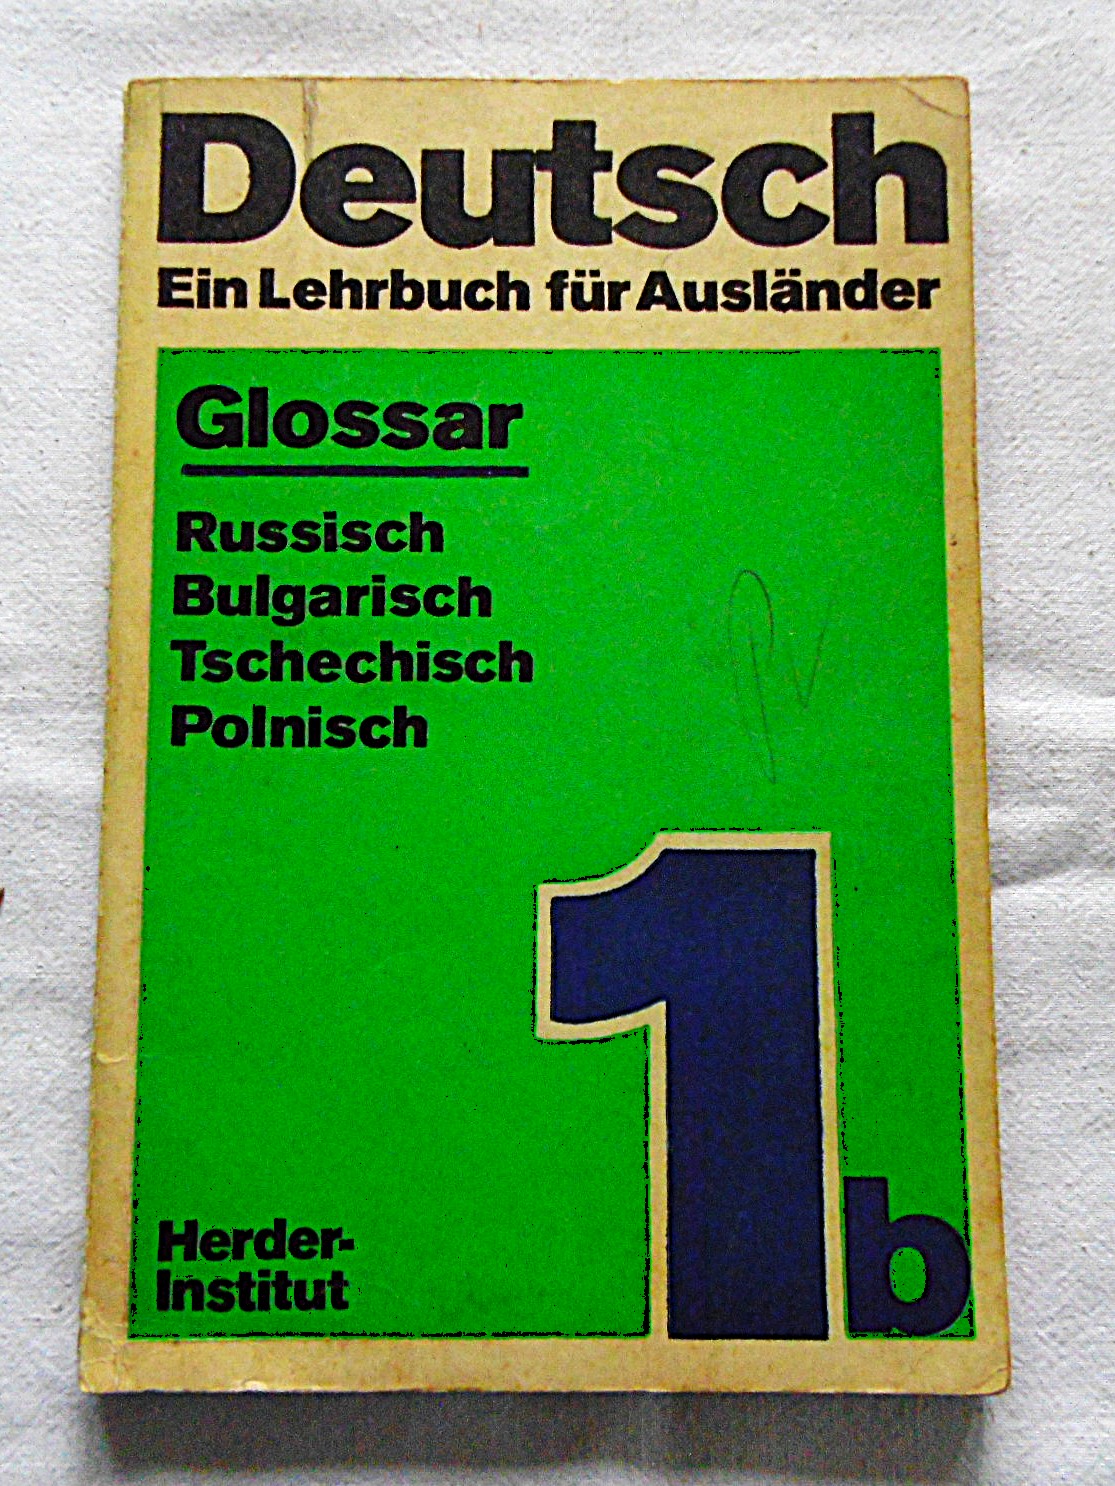 Deutsch
Ein Lehrbuch für Ausländer
Glossar
Russisch
Bulgarisch
Tschechisch
Polnisch
1b
Herder-
Institut